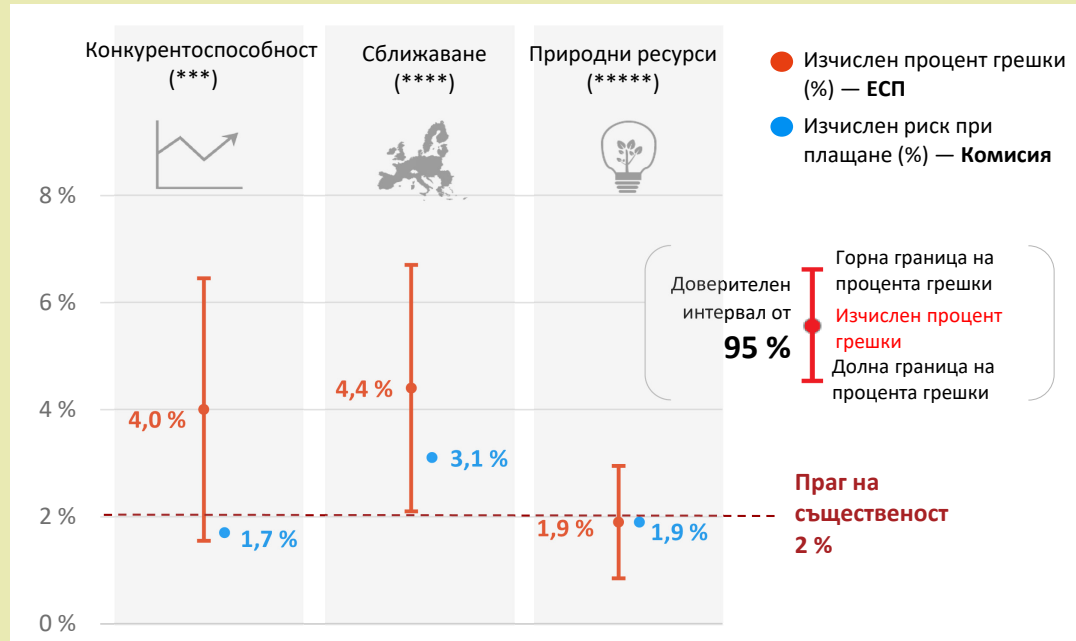 Конкурентоспособност
(***)
Сближаване
(****)
Природни ресурси
(*****)
Изчислен процент грешки
(%) — ЕСП
Изчислен риск при
плащане (%) — Комисия
8 %
6 %
4 %
2 %
0 %
4,0 %
1,7 %
4,4 %
3,1 %
1,9 %
1,9 %
Доверителен
интервал от
95 %
Горна граница на
процента грешки
Изчислен процент
грешки
Долна граница на
процента грешки
Праг на
същественост
2 %